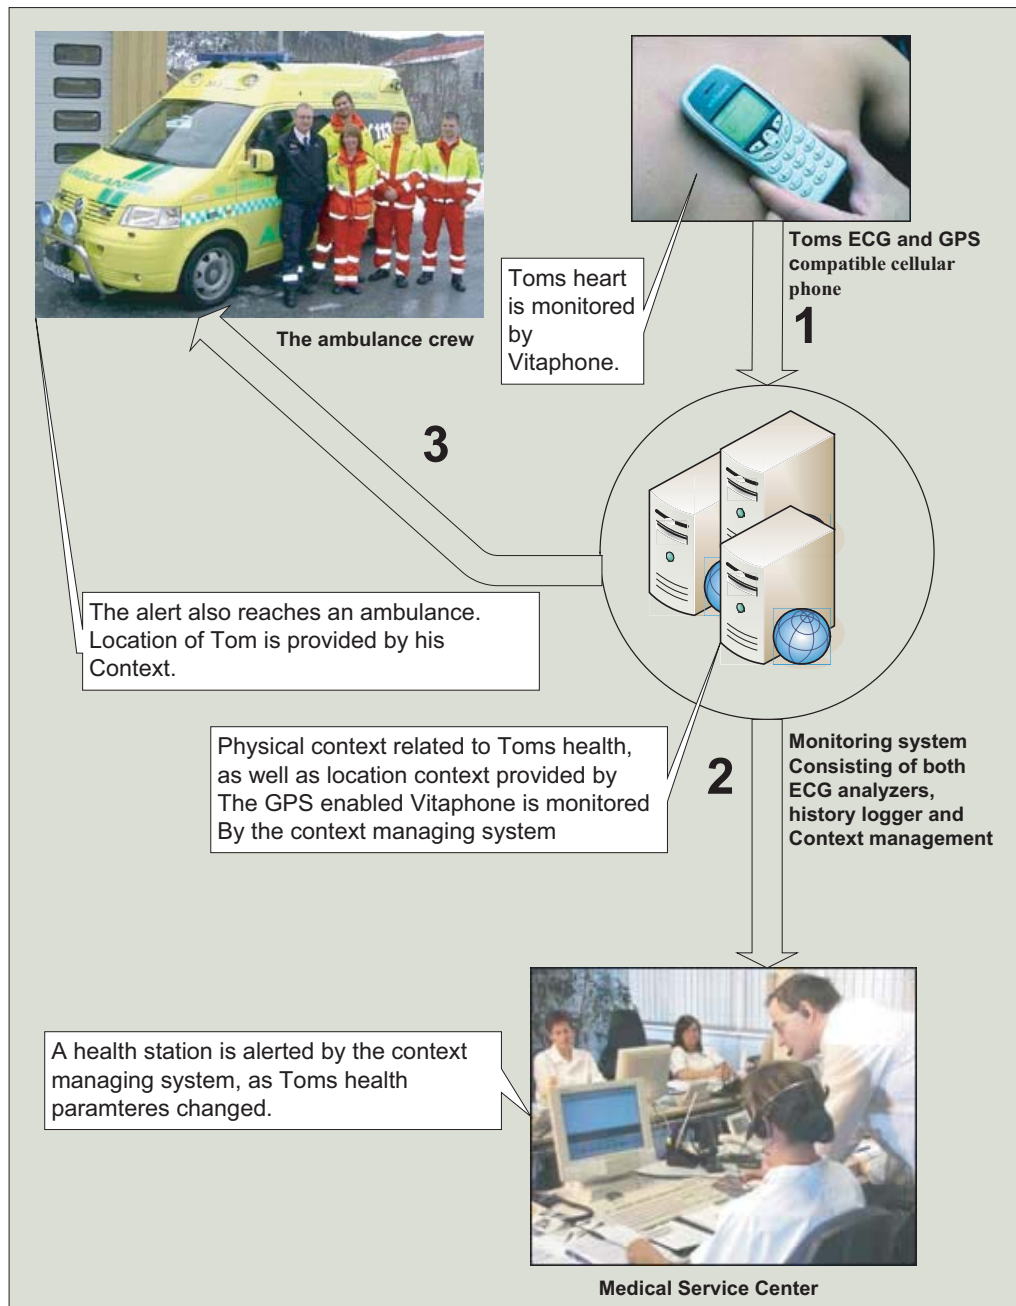 AMBULANSE
113
Toms ECG and GPS
compatible cellular
phone
1
Toms heart
is monitored
by
Vitaphone.
The ambulance crew
3
The alert also reaches an ambulance.
Location of Tom is provided by his
Context.
Physical context related to Toms health,
as well as location context provided by
The GPS enabled Vitaphone is monitored
By the context managing system
2
Monitoring system
Consisting of both
ECG analyzers,
history logger and
Context management
A health station is alerted by the context
managing system, as Toms health
paramteres changed.
Medical Service Center